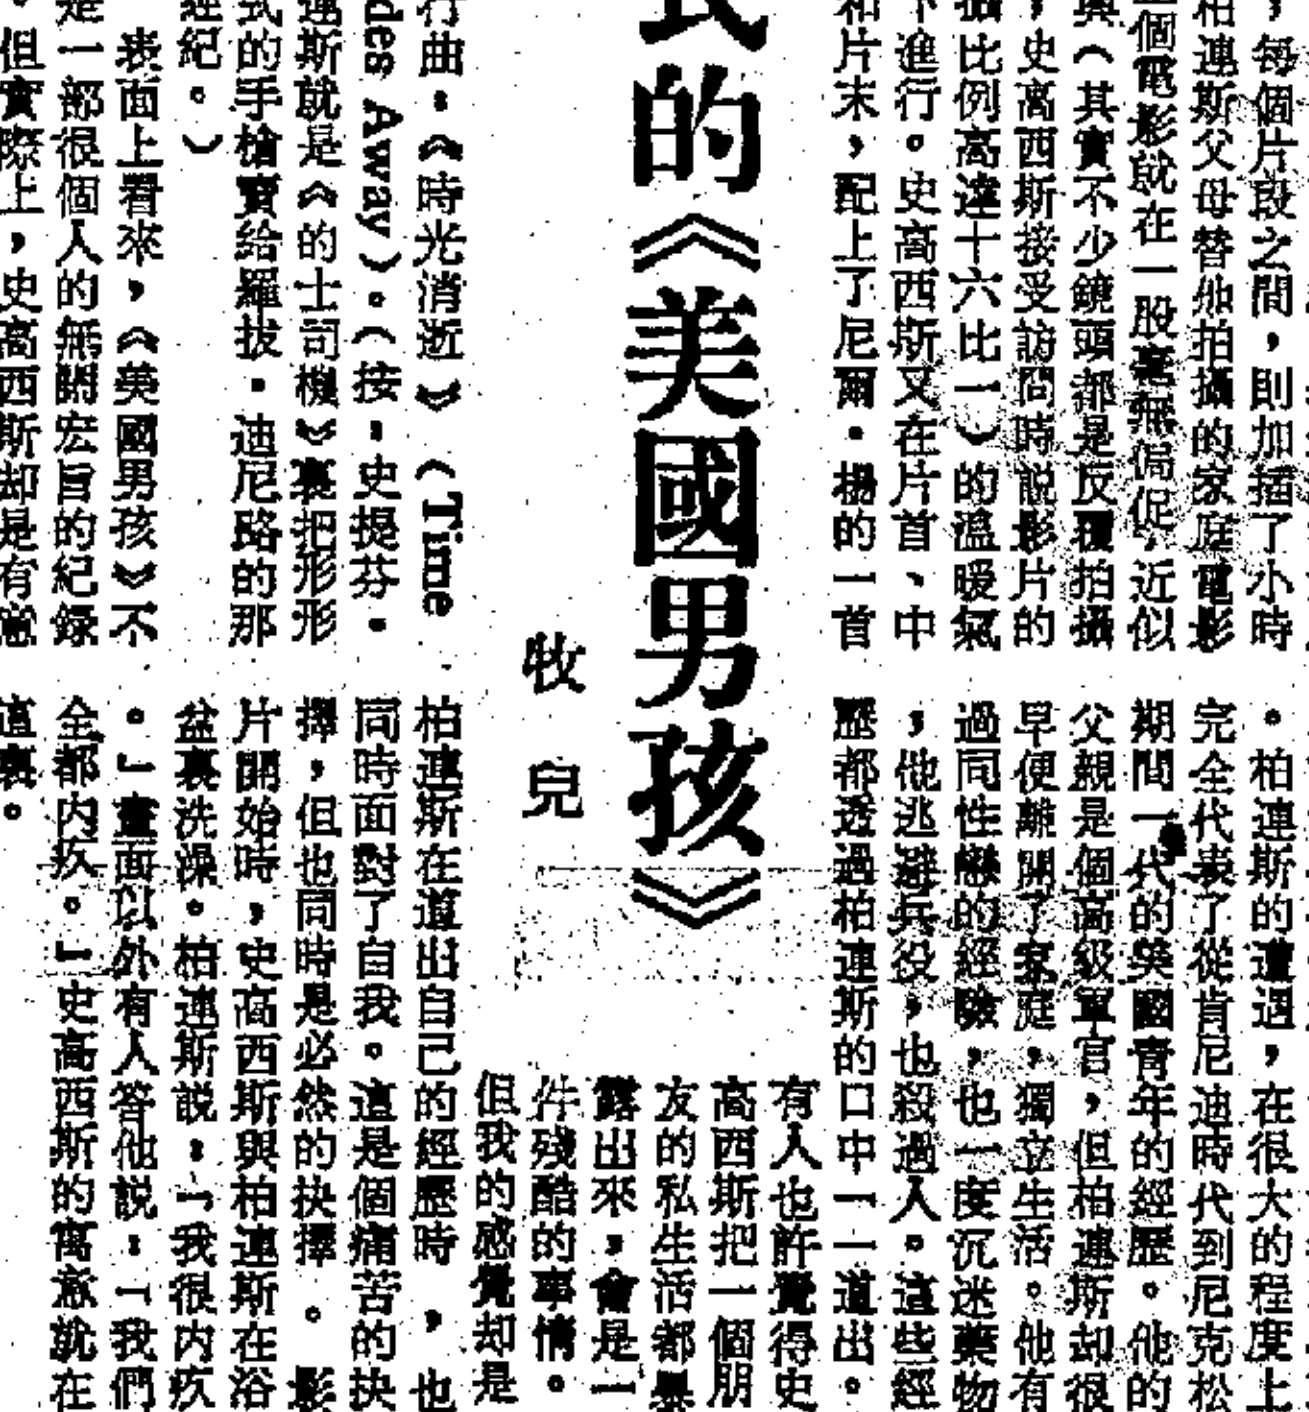 ，每個片段之間，則加插了小時
柏連斯父母替他拍攝的家庭電影
個電影就在一股毫無侷促，近似
興（其實不少鏡頭都是反覆拍攝
，史高西斯接受訪問時説影片的
攝比例高達十六比一）的溫暖氣
下進行。史高西斯又在片首、中
和片末，配上了尼爾．楊的一首
。柏連斯的遭遇，在很大的程度上
完全代表了從肯尼迪時代到尼克松
期間一代的美國青年的經歷。他的
父親是個高級軍官，但柏連斯却很
早便離開了家庭，獨立生活。他有
過同性戀的經驗，也一度沉迷藥物
，他逃避兵役，也殺過人。這些經
歷都透過柏連斯的口中一一道出。
民的《美國男孩》
牧兒
行曲．《時光消逝》（Time
des Away）。（按．史提芬．
連斯就是《的士司機》裏把形形
式的手槍賣給羅拔．迪尼路的那
經紀。）
表面上看來，《美國男孩》不
是一部很個人的無關宏旨的紀錄
。但實際上，史高西斯却是有意
有人也許覺得史
高西斯把一個朋
友的私生活都暴
露出來，會是一
件殘酷的事情。
但我的感覺却是
柏連斯在道出自己的經歷時，也
同時面對了自我。這是個痛苦的抉
擇，但也同時是必然的抉擇。影
片開始時，史高西斯與柏連斯在浴
盆裏洗澡。柏連斯説：「我很内疚
。」畫面以外有人答他説：「我們
全都内疚。」史高西斯的寓意就在
這裏。